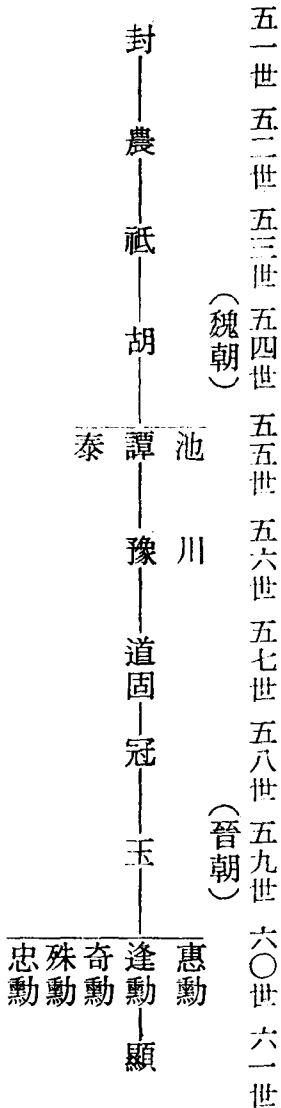 五一世 五二世 五三世 五四世 五五世 五六世 五七世 五八世 五九世 六〇世 六一世
（魏朝） （晉朝）
池 川 惠勳
封 農 祗 胡 譚 豫 道固 冠 玉 逢勳 顯
泰 奇勳
殊勳
忠勳